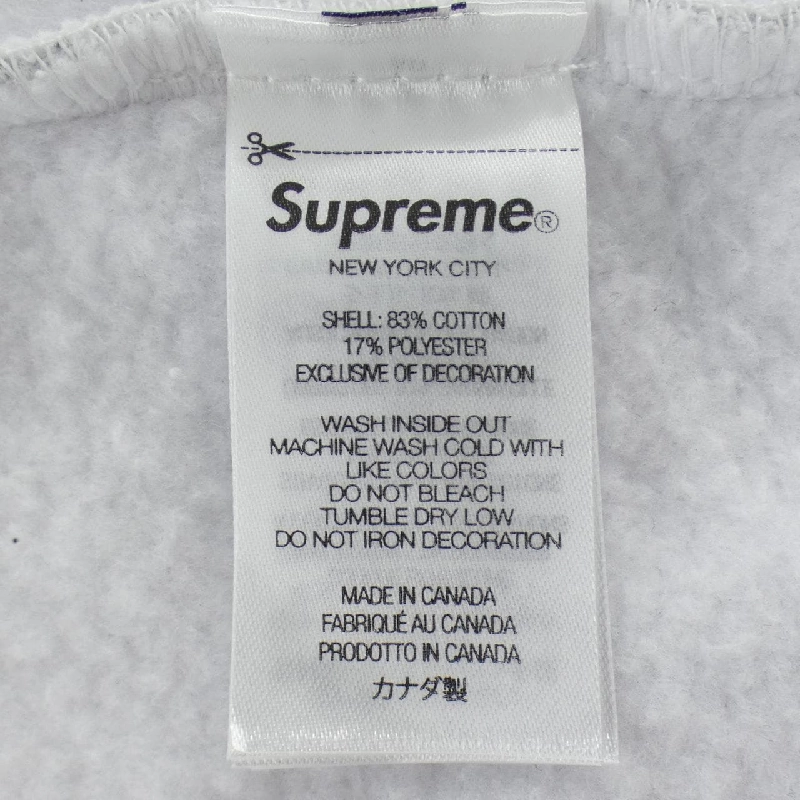 Supreme®
NEW YORK CITY
SHELL: 83% COTTON
17% POLYESTER
EXCLUSIVE OF DECORATION
WASH INSIDE OUT
MACHINE WASH COLD WITH
LIKE COLORS
DO NOT BLEACH
TUMBLE DRY LOW
DO NOT IRON DECORATION
MADE IN CANADA
FABRIQUÉ AU CANADA
PRODOTTO IN CANADA
カナダ製